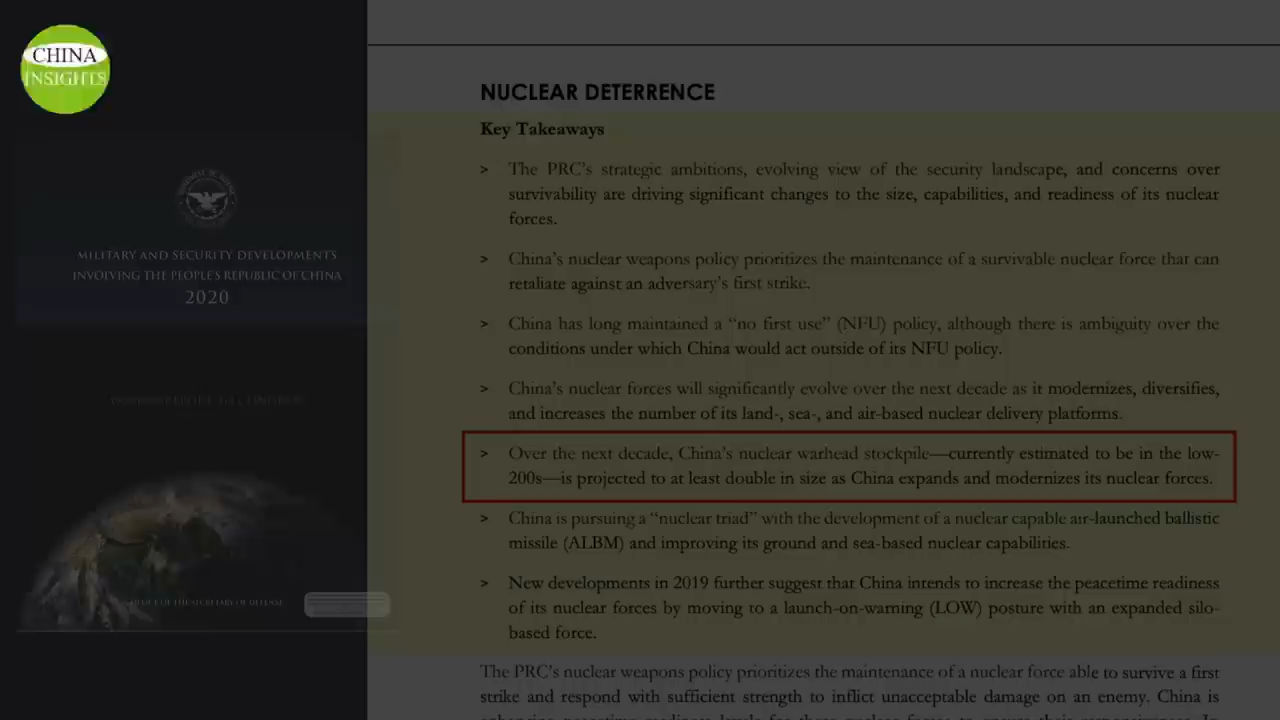 CHINA
INSIGHTS
MILITARY AND SECURITY DEVELOPMENTS
INVOLVING THE PEOPLE'S REPUBLIC OF CHINA
2020
OFFICE OF THE SECRETARY OF DEFENSE
NUCLEAR DETERRENCE
Key Takeaways
> The PRC's strategic ambitions, evolving view of the security landscape, and concerns over
survivability are driving significant changes to the size, capabilities, and readiness of its nuclear
forces.
> China's nuclear weapons policy prioritizes the maintenance of a survivable nuclear force that can
retaliate against an adversary's first strike.
> China has long maintained a “no first use” (NFU) policy, although there is ambiguity over the
conditions under which China would act outside of its NFU policy.
> China's nuclear forces will significantly evolve over the next decade as it modernizes, diversifies,
and increases the number of its land-, sea-, and air-based nuclear delivery platforms.
> Over the next decade, China's nuclear warhead stockpile—currently estimated to be in the low-
200s—is projected to at least double in size as China expands and modernizes its nuclear forces.
> China is pursuing a “nuclear triad” with the development of a nuclear capable air-launched ballistic
missile (ALBM) and improving its ground and sea-based nuclear capabilities.
> New developments in 2019 further suggest that China intends to increase the peacetime readiness
of its nuclear forces by moving to a launch-on-warning (LOW) posture with an expanded silo-
based force.
The PRC's nuclear weapons policy prioritizes the maintenance of a nuclear force able to survive a first
strike and respond with sufficient strength to inflict unacceptable damage on an enemy. China is